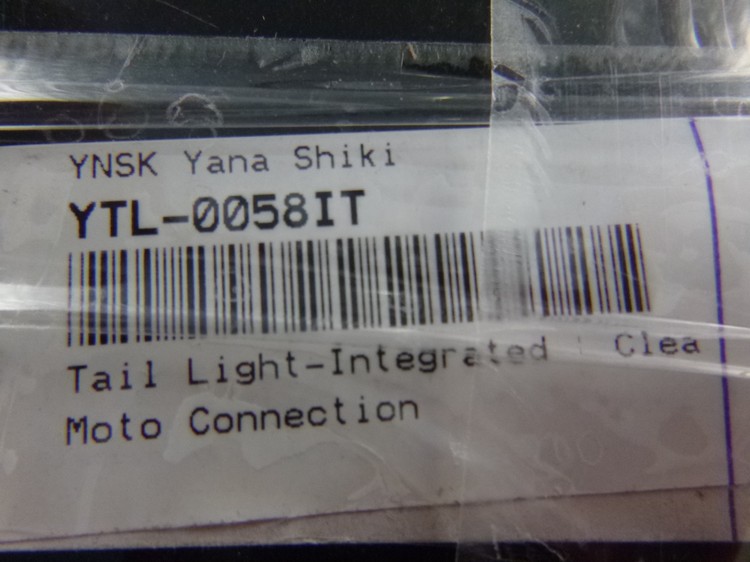 YNSK Yana Shiki
YTL-0058IT
Tail Light-Integrated | Clea
Moto Connection